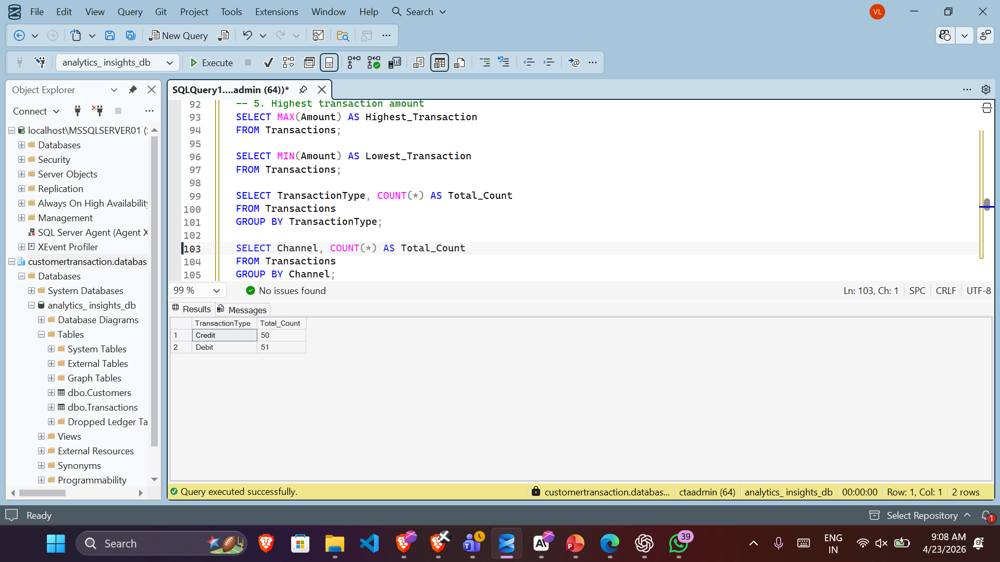 File Edit View Query Git Project Tools Extensions Window Help Search VL
New Query
analytics_ insights_db Execute
Object Explorer
Connect
localhost\MSSQLSERVER01 (
Databases
Security
Server Objects
Replication
Always On High Availability
Management
SQL Server Agent (Agent X
XEvent Profiler
customertransaction.databas
Databases
System Databases
analytics_ insights_db
Database Diagrams
Tables
System Tables
External Tables
Graph Tables
dbo.Customers
dbo.Transactions
Dropped Ledger Ta
Views
External Resources
Synonyms
Programmability
SQLQuery1....admin (64))*
92 -- 5. Highest transaction amount
93 SELECT MAX(Amount) AS Highest_Transaction
94 FROM Transactions;
95
96 SELECT MIN(Amount) AS Lowest_Transaction
97 FROM Transactions;
98
99 SELECT TransactionType, COUNT(*) AS Total_Count
100 FROM Transactions
101 GROUP BY TransactionType;
102
103 SELECT Channel, COUNT(*) AS Total_Count
104 FROM Transactions
105 GROUP BY Channel;
99 % No issues found Ln: 103, Ch: 1 SPC CRLF UTF-8
Results Messages
TransactionType Total_Count
1 Credit 50
2 Debit 51
Query executed successfully. customertransaction.databas... ctaadmin (64) analytics_ insights_db 00:00:00 Row: 1, Col: 1 2 rows
Ready Select Repository 1
Search 39 ENG IN 9:08 AM 4/23/2026